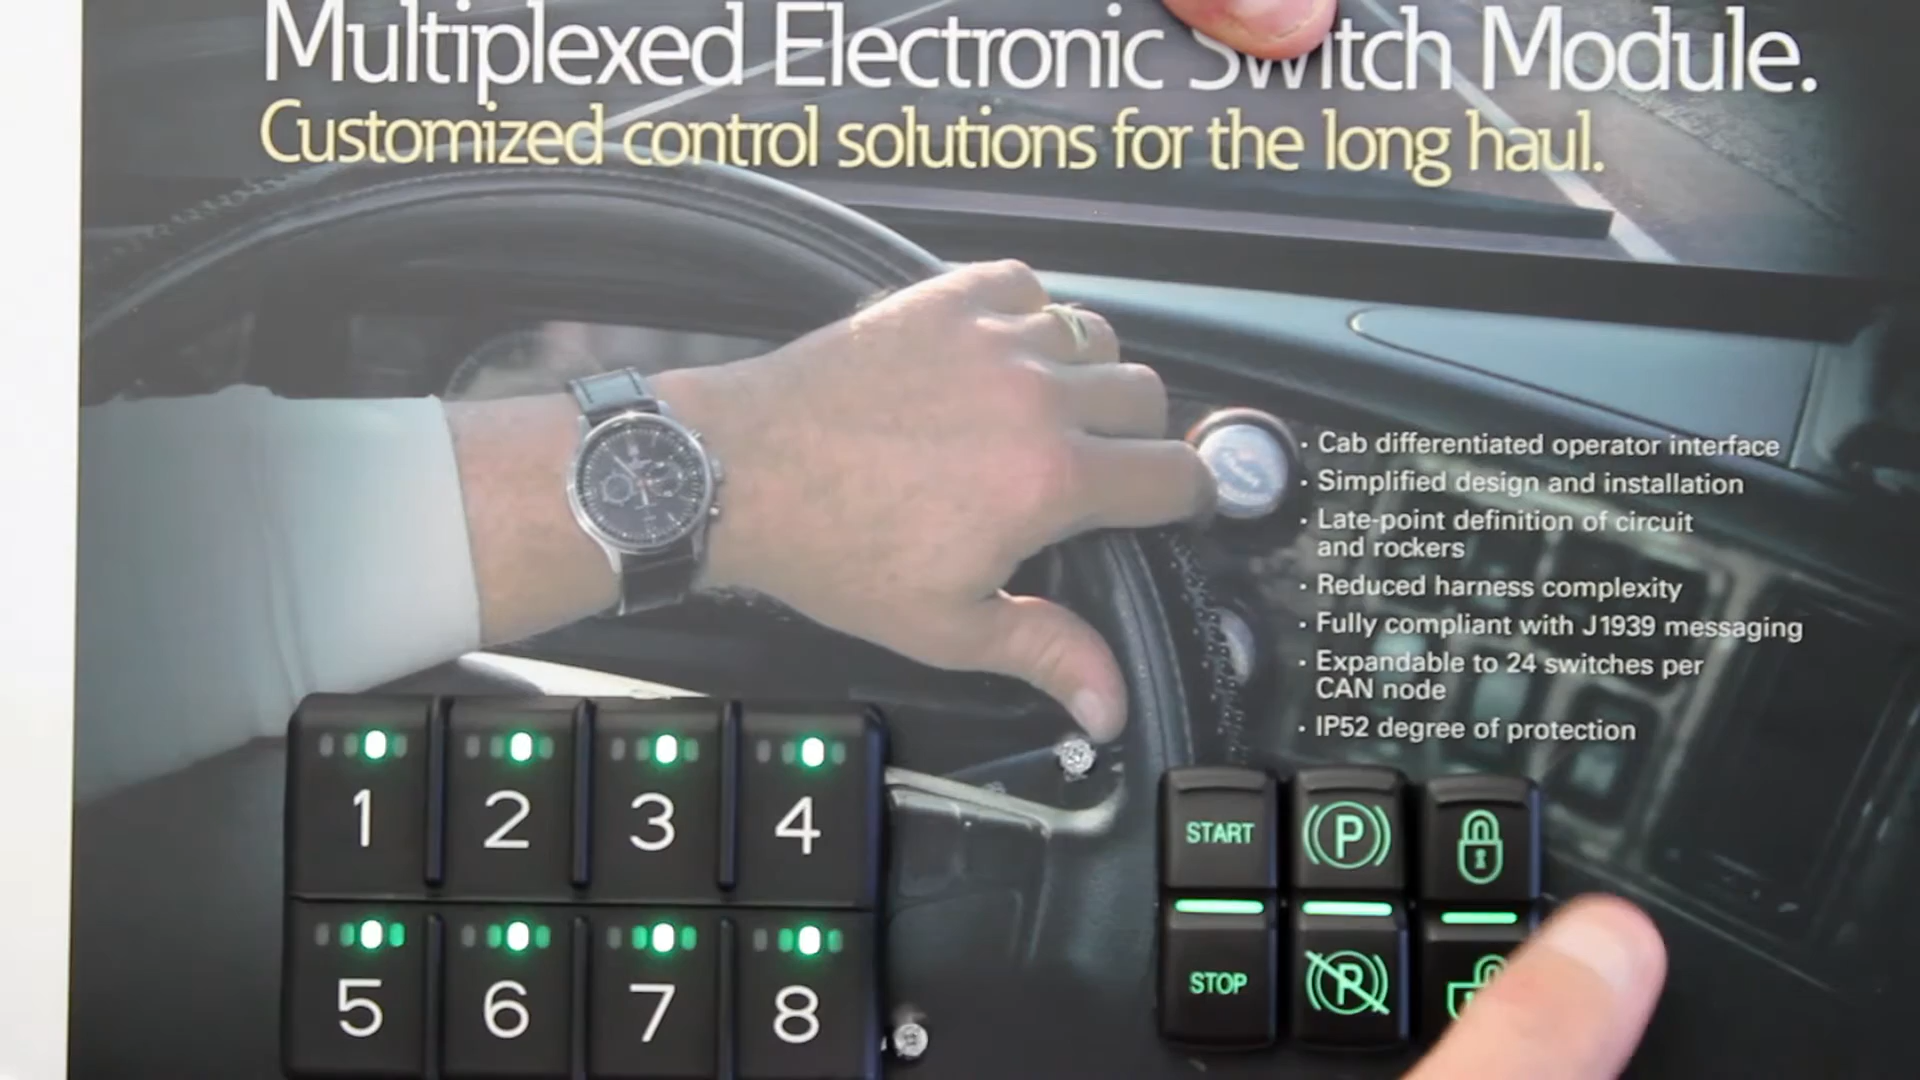 Multiplexed Electronic Switch Module.
Customized control solutions for the long haul.
· Cab differentiated operator interface
· Simplified design and installation
· Late-point definition of circuit
and rockers
· Reduced harness complexity
· Fully compliant with J1939 messaging
· Expandable to 24 switches per
CAN node
· IP52 degree of protection
1 2 3 4
5 6 7 8
START P
STOP P